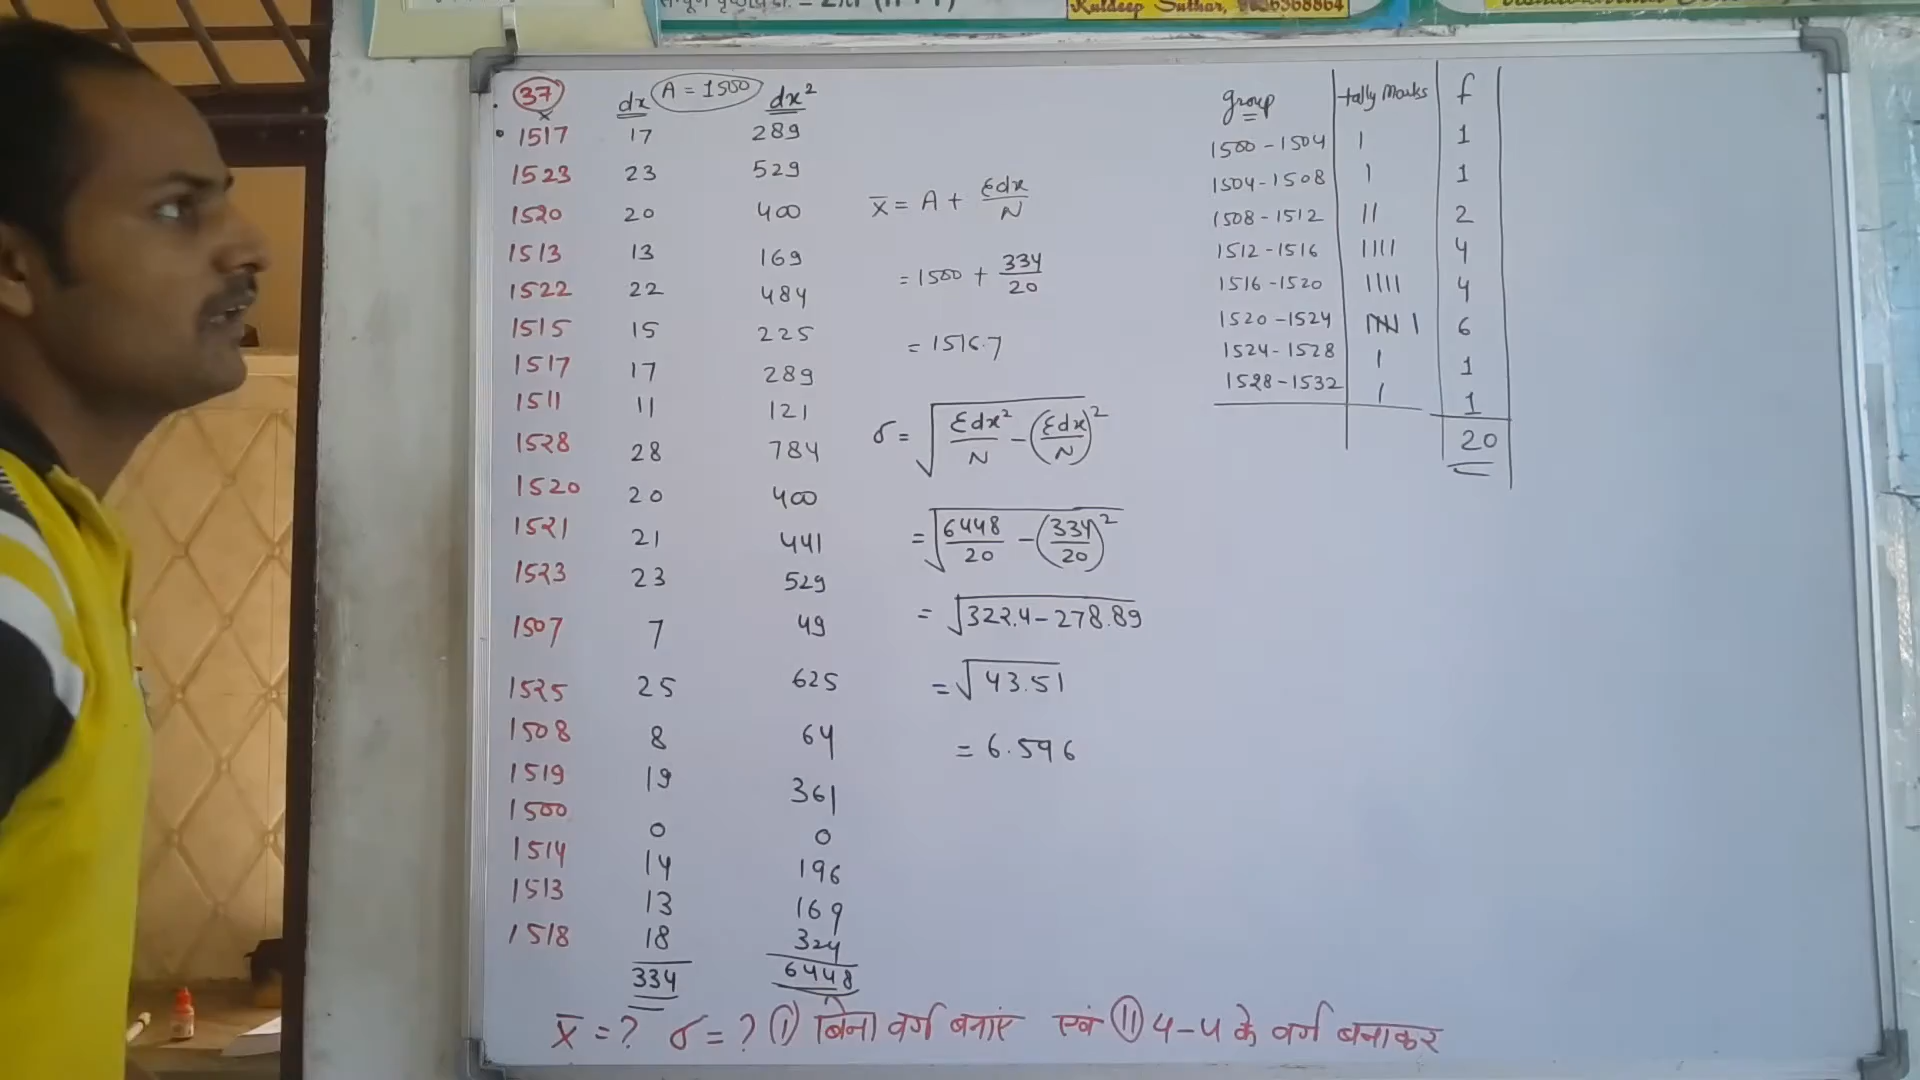 Kuldeep Suthar,
37
x dx A = 1500 dx²
1517 17 289
1523 23 529
1520 20 400
1513 13 169
1522 22 484
1515 15 225
1517 17 289
1511 11 121
1528 28 784
1520 20 400
1521 21 441
1523 23 529
1507 7 49
1525 25 625
1508 8 64
1519 19 361
1500 0 0
1514 14 196
1513 13 169
1518 18 324
334 6448
x̄ = A + Σdx/N
= 1500 + 334/20
= 1516.7
σ = √(Σdx²/N - (Σdx/N)²)
= √(6448/20 - (334/20)²)
= √(322.4 - 278.89)
= √43.51
= 6.596
group tally Marks f
1500 - 1504 | 1
1504 - 1508 | 1
1508 - 1512 || 2
1512 - 1516 |||| 4
1516 - 1520 |||| 4
1520 - 1524 |||| | 6
1524 - 1528 | 1
1528 - 1532 | 1
20
x̄ = ? σ = ? (i) बिना वर्ग बनाए एवं (ii) 4-4 के वर्ग बनाकर